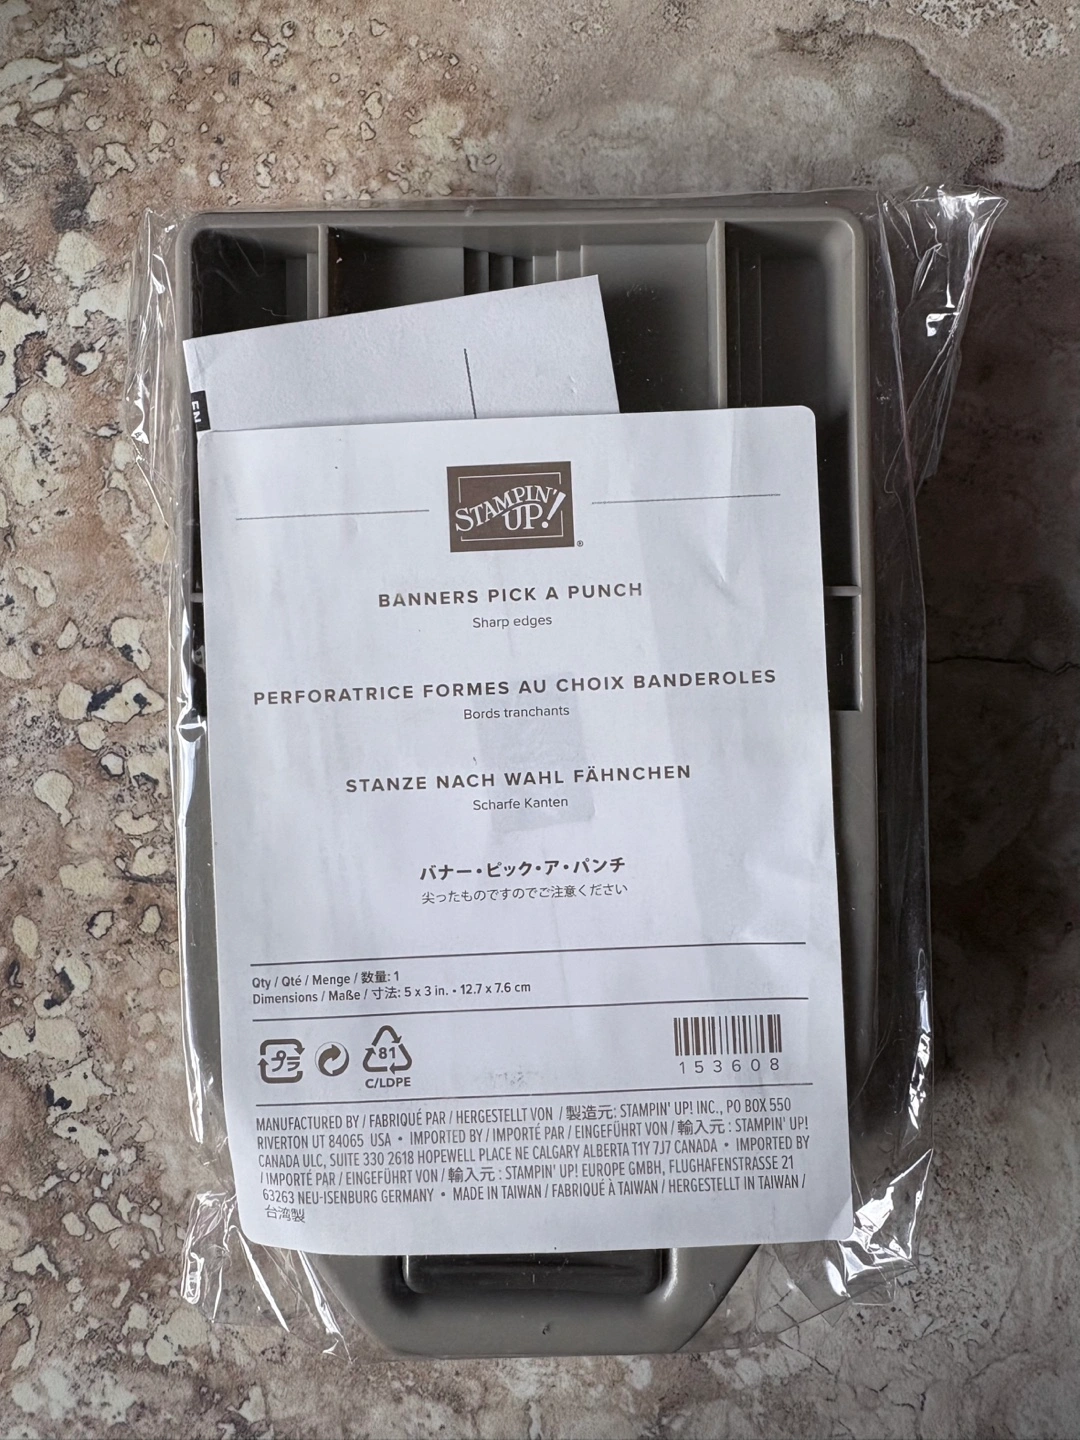 EN
STAMPIN' UP!®
BANNERS PICK A PUNCH
Sharp edges
PERFORATRICE FORMES AU CHOIX BANDEROLES
Bords tranchants
STANZE NACH WAHL FÄHNCHEN
Scharfe Kanten
バナー・ピック・ア・パンチ
尖ったものですのでご注意ください
Qty / Qté / Menge / 数量: 1
Dimensions / Maße / 寸法: 5 x 3 in. • 12.7 x 7.6 cm
プラ
81
C/LDPE
153608
MANUFACTURED BY / FABRIQUÉ PAR / HERGESTELLT VON / 製造元: STAMPIN' UP! INC., PO BOX 550
RIVERTON UT 84065 USA • IMPORTED BY / IMPORTÉ PAR / EINGEFÜHRT VON / 輸入元 : STAMPIN' UP!
CANADA ULC, SUITE 330 2618 HOPEWELL PLACE NE CALGARY ALBERTA T1Y 7J7 CANADA • IMPORTED BY
/ IMPORTÉ PAR / EINGEFÜHRT VON / 輸入元 : STAMPIN' UP! EUROPE GMBH, FLUGHAFENSTRASSE 21
63263 NEU-ISENBURG GERMANY • MADE IN TAIWAN / FABRIQUÉ À TAIWAN / HERGESTELLT IN TAIWAN /
台湾製